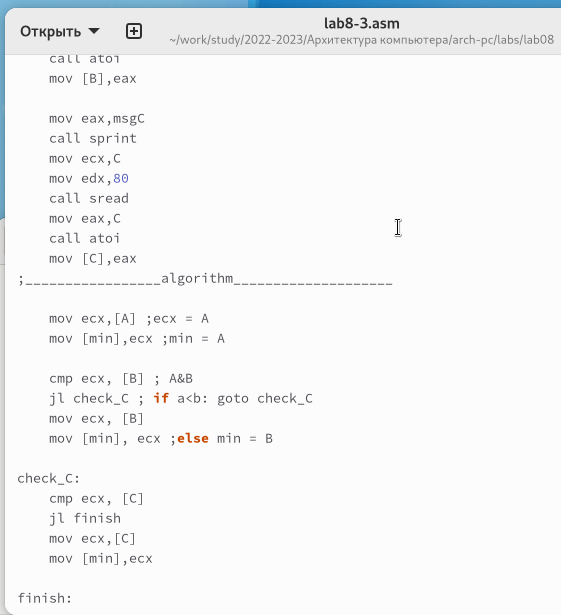 Открыть
lab8-3.asm
~/work/study/2022-2023/Архитектура компьютера/arch-pc/labs/lab08
call atoi
mov [B],eax
mov eax,msgC
call sprint
mov ecx,C
mov edx,80
call sread
mov eax,C
call atoi
mov [C],eax
;_________________algorithm____________________
mov ecx,[A] ;ecx = A
mov [min],ecx ;min = A
cmp ecx, [B] ; A&B
jl check_C ; if a<b: goto check_C
mov ecx, [B]
mov [min], ecx ;else min = B
check_C:
cmp ecx, [C]
jl finish
mov ecx,[C]
mov [min],ecx
finish: